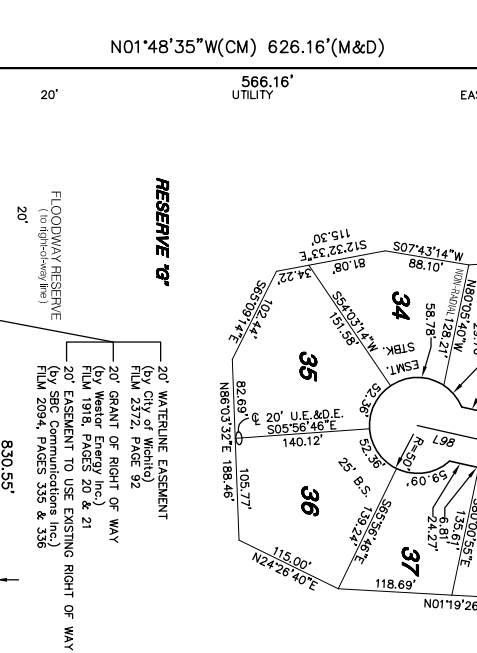 N01°48'35"W(CM) 626.16'(M&D)
566.16'
20'
UTILITY
RESERVE "G"
FLOODWAY RESERVE
( to right-of-way line )
20'
20' WATERLINE EASEMENT
(by City of Wichita)
FILM 2372, PAGE 92
20' GRANT OF RIGHT OF WAY
(by Westar Energy Inc.)
FILM 1918, PAGES 20 & 21
20' EASEMENT TO USE EXISTING RIGHT OF WAY
(by SBC Communications Inc.)
FILM 2094, PAGES 335 & 336
830.55'
115.30'
S12°32'33"E
34.22'
81.08'
S07°43'14"W
88.10'
N80°05'40"W
NON-RADIAL 128.21'
34
58.78'
STBK.
ESMT.
S54°03'14"W
151.58'
S65°09'14"E
102.44'
35
52.36'
82.69'
20' U.E.&D.E.
S05°56'46"E
140.12'
N86°03'32"E 188.46'
105.77'
36
52.36'
R=50'
L98
59.09'
25' B.S.
S65°56'46"E
139.24'
115.00'
N24°26'40"E
37
118.69'
135.61'
6.81'
24.27'